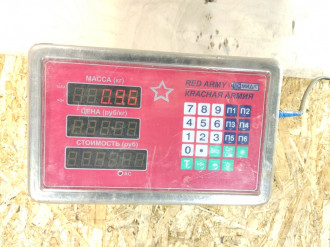 МАССА (кг)
0.96
ЦЕНА (руб/кг)
СТОИМОСТЬ (руб)
RED ARMY
КРАСНАЯ АРМИЯ
7 8 9 П1 П2
4 5 6 П3 П4
1 2 3 П5 П6
0 .
T